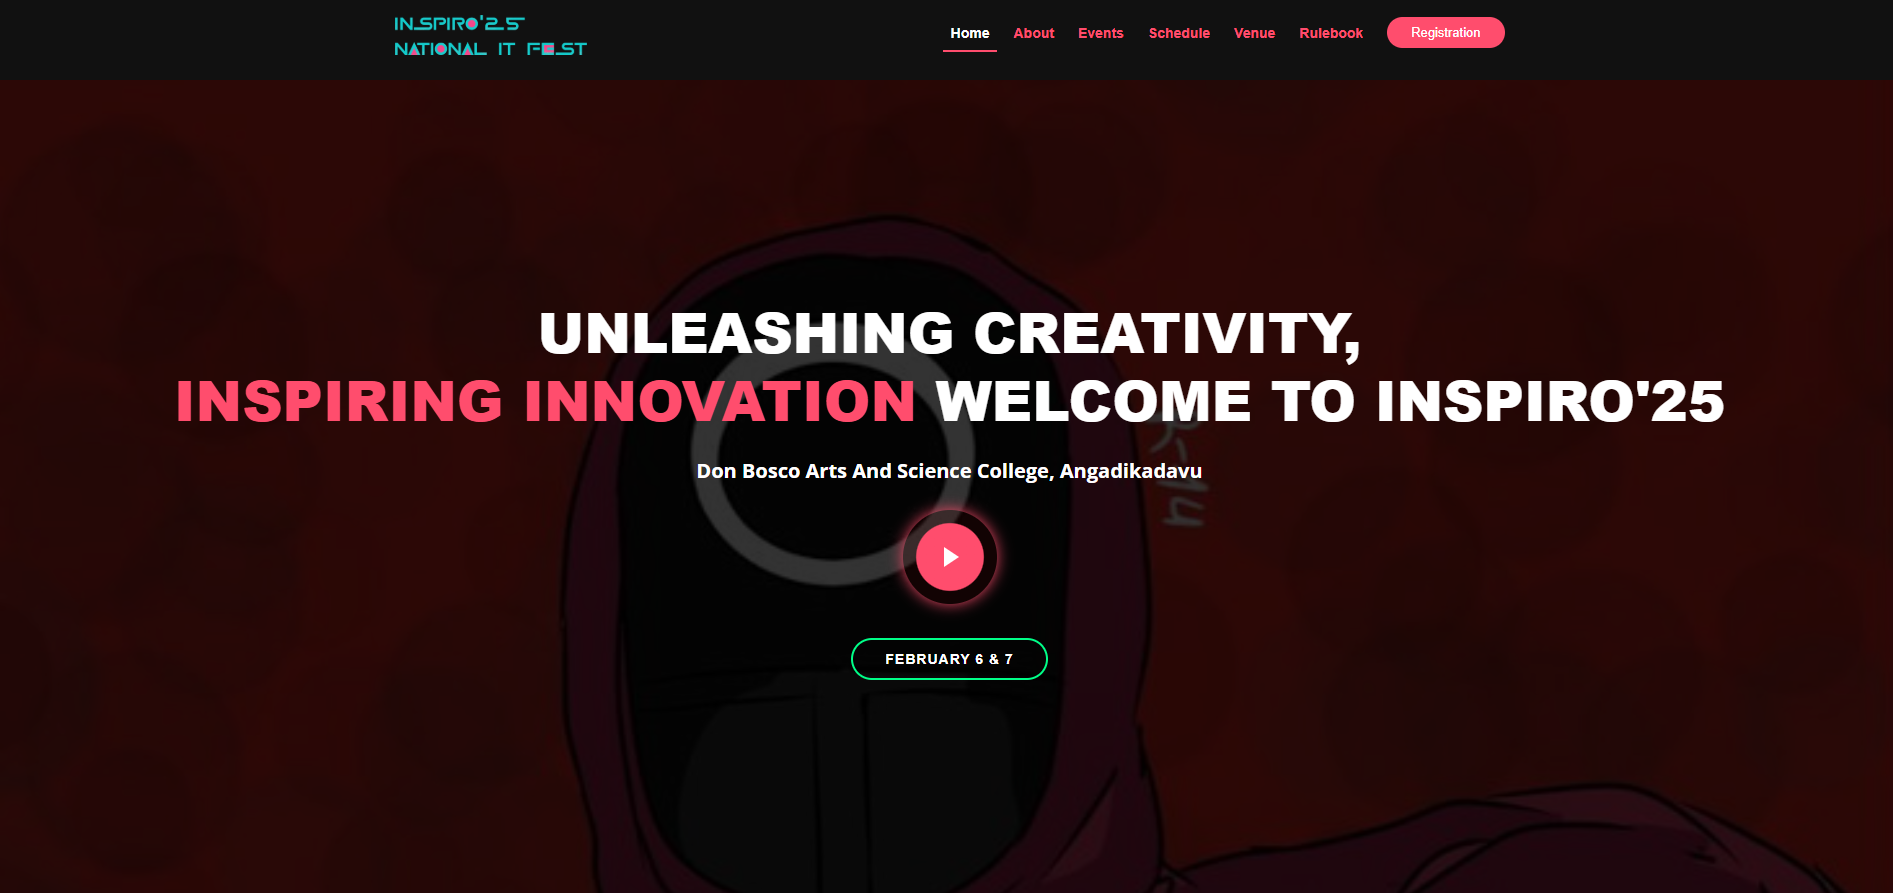 INSPIRO'25
NATIONAL IT FEST
Home About Events Schedule Venue Rulebook Registration
UNLEASHING CREATIVITY,
INSPIRING INNOVATION WELCOME TO INSPIRO'25
Don Bosco Arts And Science College, Angadikadavu
FEBRUARY 6 & 7